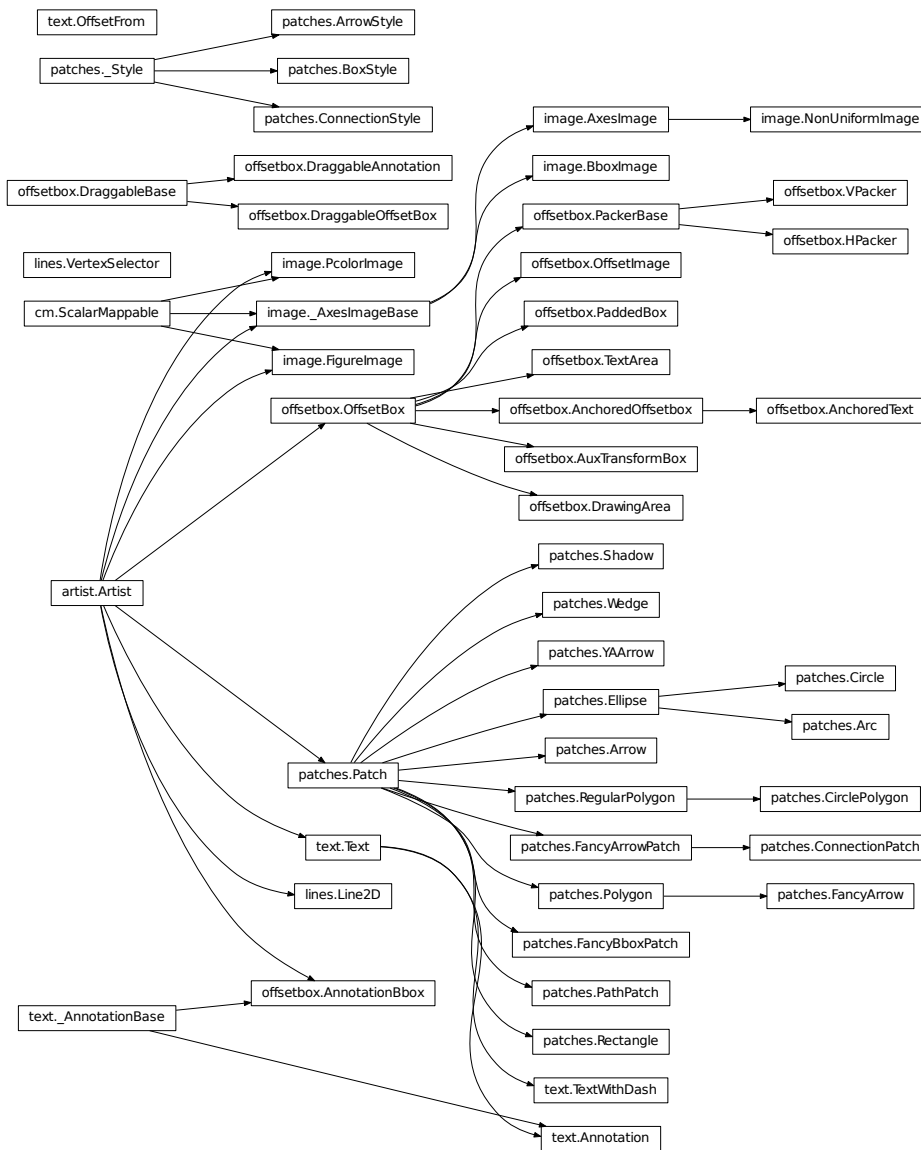 text.OffsetFrom
patches.ArrowStyle
patches._Style
patches.BoxStyle
patches.ConnectionStyle
image.AxesImage
image.NonUniformImage
offsetbox.DraggableAnnotation
image.BboxImage
offsetbox.DraggableBase
offsetbox.VPacker
offsetbox.DraggableOffsetBox
offsetbox.PackerBase
offsetbox.HPacker
lines.VertexSelector
image.PcolorImage
offsetbox.OffsetImage
cm.ScalarMappable
image._AxesImageBase
offsetbox.PaddedBox
image.FigureImage
offsetbox.TextArea
offsetbox.OffsetBox
offsetbox.AnchoredOffsetbox
offsetbox.AnchoredText
offsetbox.AuxTransformBox
offsetbox.DrawingArea
patches.Shadow
artist.Artist
patches.Wedge
patches.YAArrow
patches.Circle
patches.Ellipse
patches.Arc
patches.Arrow
patches.Patch
patches.RegularPolygon
patches.CirclePolygon
text.Text
patches.FancyArrowPatch
patches.ConnectionPatch
lines.Line2D
patches.Polygon
patches.FancyArrow
patches.FancyBboxPatch
offsetbox.AnnotationBbox
patches.PathPatch
text._AnnotationBase
patches.Rectangle
text.TextWithDash
text.Annotation